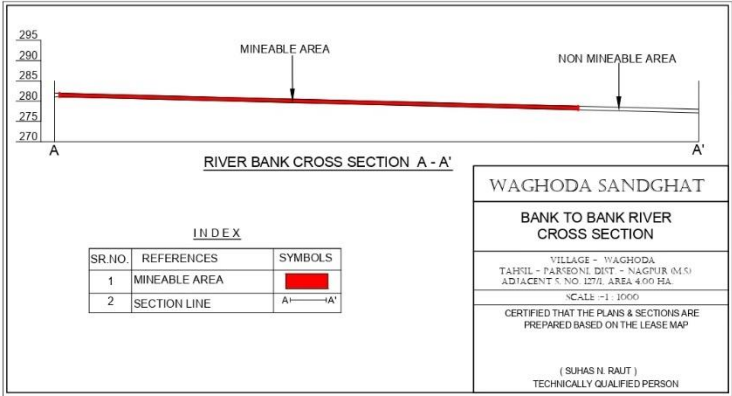 295
290
285
280
275
270
MINEABLE AREA
NON MINEABLE AREA
A
A'
RIVER BANK CROSS SECTION A - A'
INDEX
SR.NO. REFERENCES SYMBOLS
1 MINEABLE AREA
2 SECTION LINE A A'
WAGHODA SANDGHAT
BANK TO BANK RIVER
CROSS SECTION
VILLAGE - WAGHODA
TAHSIL - PARSEONI, DIST. - NAGPUR (M.S)
ADJACENT S. NO. 127/1, AREA 4.00 HA.
SCALE :-1 : 1000
CERTIFIED THAT THE PLANS & SECTIONS ARE
PREPARED BASED ON THE LEASE MAP
( SUHAS N. RAUT )
TECHNICALLY QUALIFIED PERSON